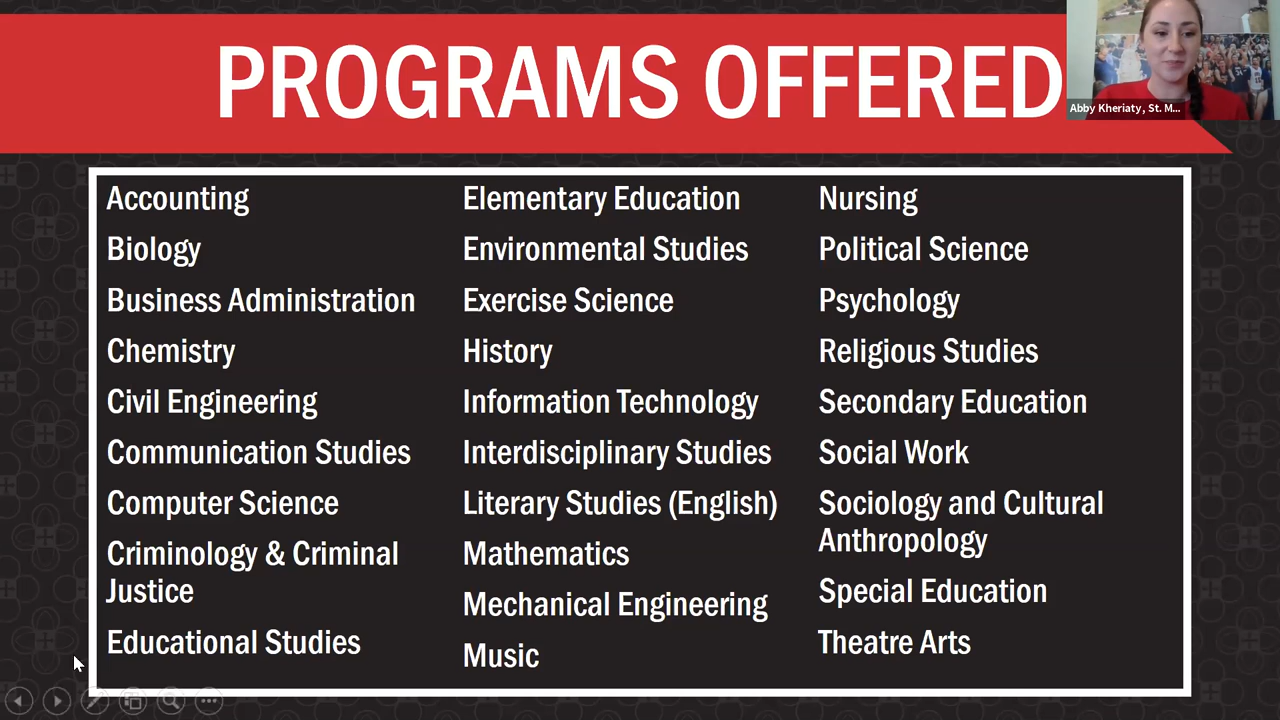 PROGRAMS OFFERED
Abby Kheriaty, St. M...
Accounting
Biology
Business Administration
Chemistry
Civil Engineering
Communication Studies
Computer Science
Criminology & Criminal
Justice
Educational Studies
Elementary Education
Environmental Studies
Exercise Science
History
Information Technology
Interdisciplinary Studies
Literary Studies (English)
Mathematics
Mechanical Engineering
Music
Nursing
Political Science
Psychology
Religious Studies
Secondary Education
Social Work
Sociology and Cultural
Anthropology
Special Education
Theatre Arts